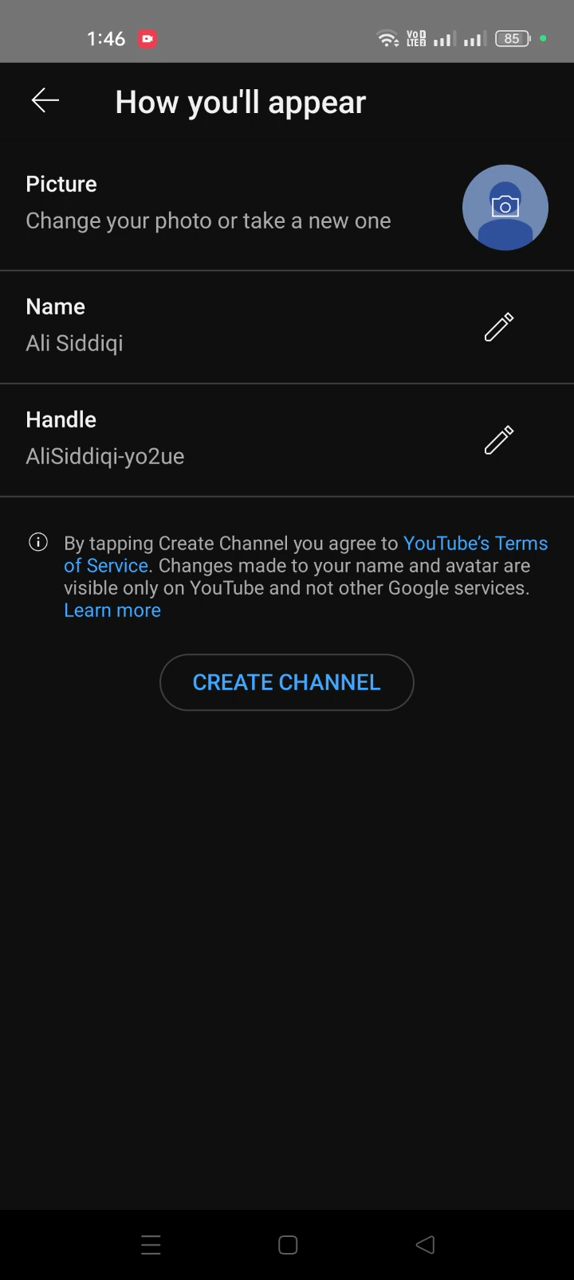 1:46
Vo LTE
85
How you'll appear
Picture
Change your photo or take a new one
Name
Ali Siddiqi
Handle
AliSiddiqi-yo2ue
By tapping Create Channel you agree to YouTube's Terms
of Service. Changes made to your name and avatar are
visible only on YouTube and not other Google services.
Learn more
CREATE CHANNEL